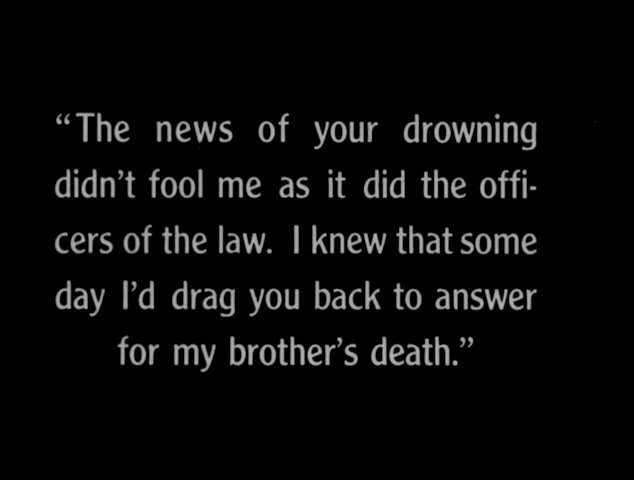 “The news of your drowning
didn’t fool me as it did the offi-
cers of the law. I knew that some
day I’d drag you back to answer
for my brother’s death.”